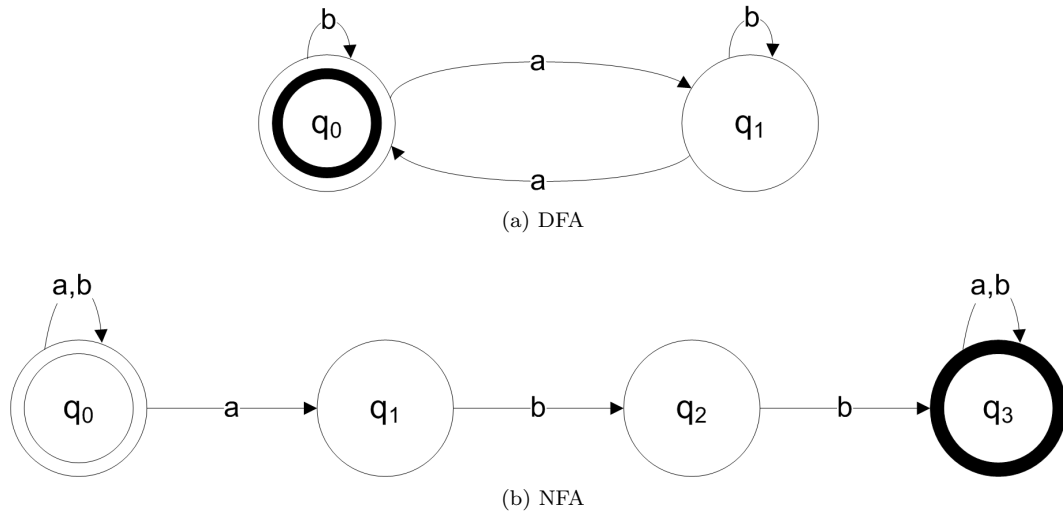 b b
a
q₀ q₁
a
(a) DFA
a,b a,b
q₀ a q₁ b q₂ b q₃
(b) NFA